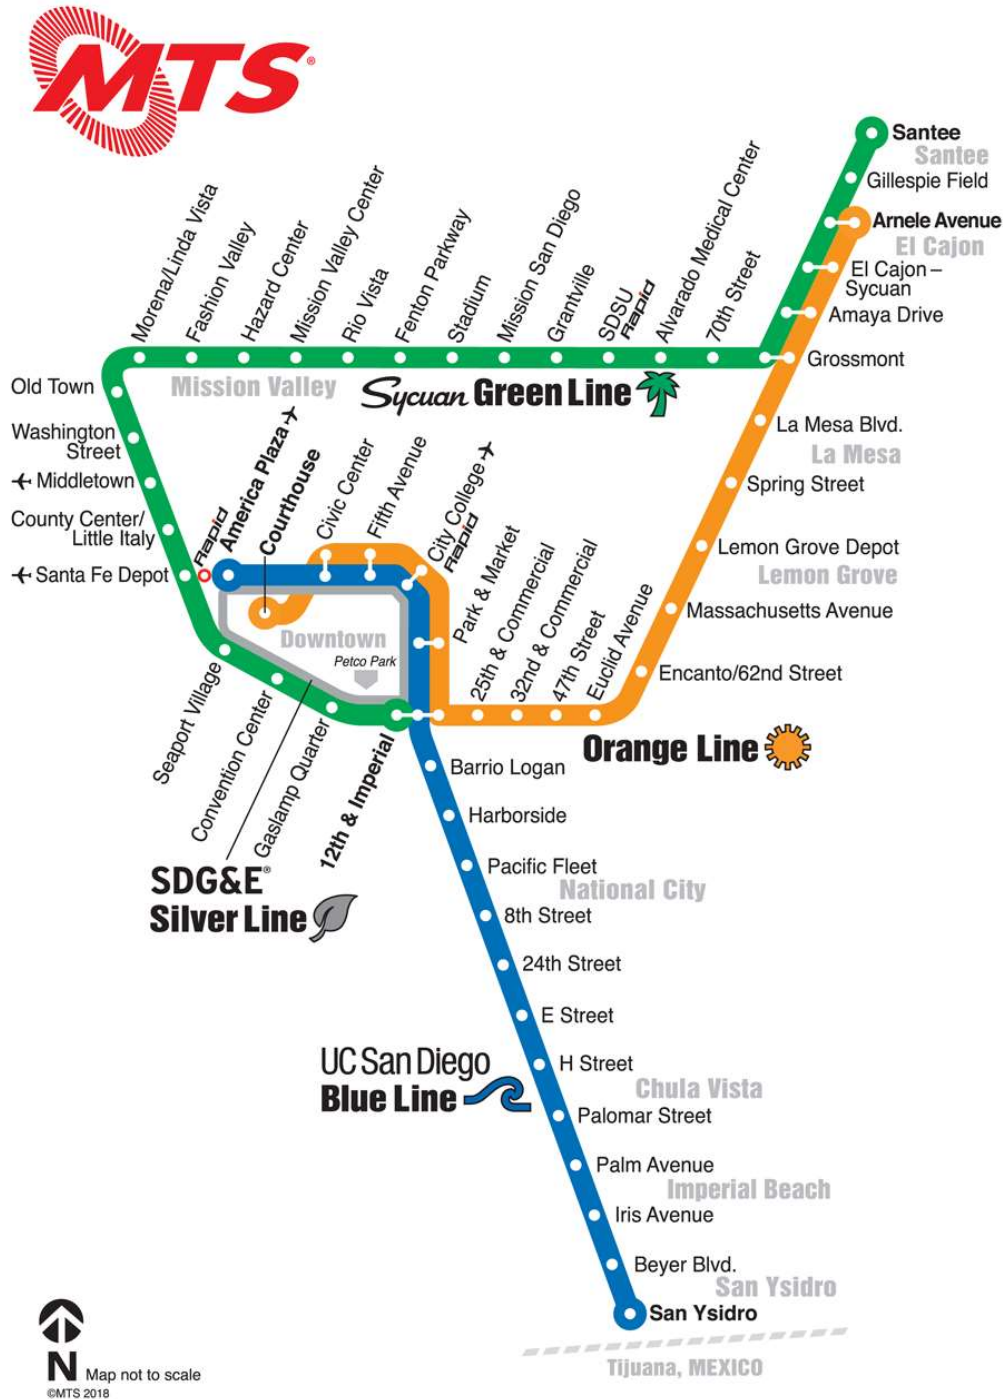 MTS®
Santee
Santee
Gillespie Field
Arnele Avenue
El Cajon
El Cajon –
Sycuan
Amaya Drive
Grossmont
Morena/Linda Vista
Fashion Valley
Hazard Center
Mission Valley Center
Rio Vista
Fenton Parkway
Stadium
Mission San Diego
Grantville
SDSU
Rapid
Alvarado Medical Center
70th Street
Mission Valley
Sycuan Green Line
Old Town
Washington
Street
Middletown
County Center/
Little Italy
Santa Fe Depot
Rapid
America Plaza
Courthouse
Civic Center
Fifth Avenue
City College
Rapid
Park & Market
25th & Commercial
32nd & Commercial
47th Street
Euclid Avenue
La Mesa Blvd.
La Mesa
Spring Street
Lemon Grove Depot
Lemon Grove
Massachusetts Avenue
Encanto/62nd Street
Downtown
Petco Park
Orange Line
Seaport Village
Convention Center
Gaslamp Quarter
12th & Imperial
SDG&E®
Silver Line
Barrio Logan
Harborside
Pacific Fleet
National City
8th Street
24th Street
E Street
H Street
UC San Diego
Blue Line
Chula Vista
Palomar Street
Palm Avenue
Imperial Beach
Iris Avenue
Beyer Blvd.
San Ysidro
San Ysidro
Tijuana, MEXICO
N Map not to scale
©MTS 2018